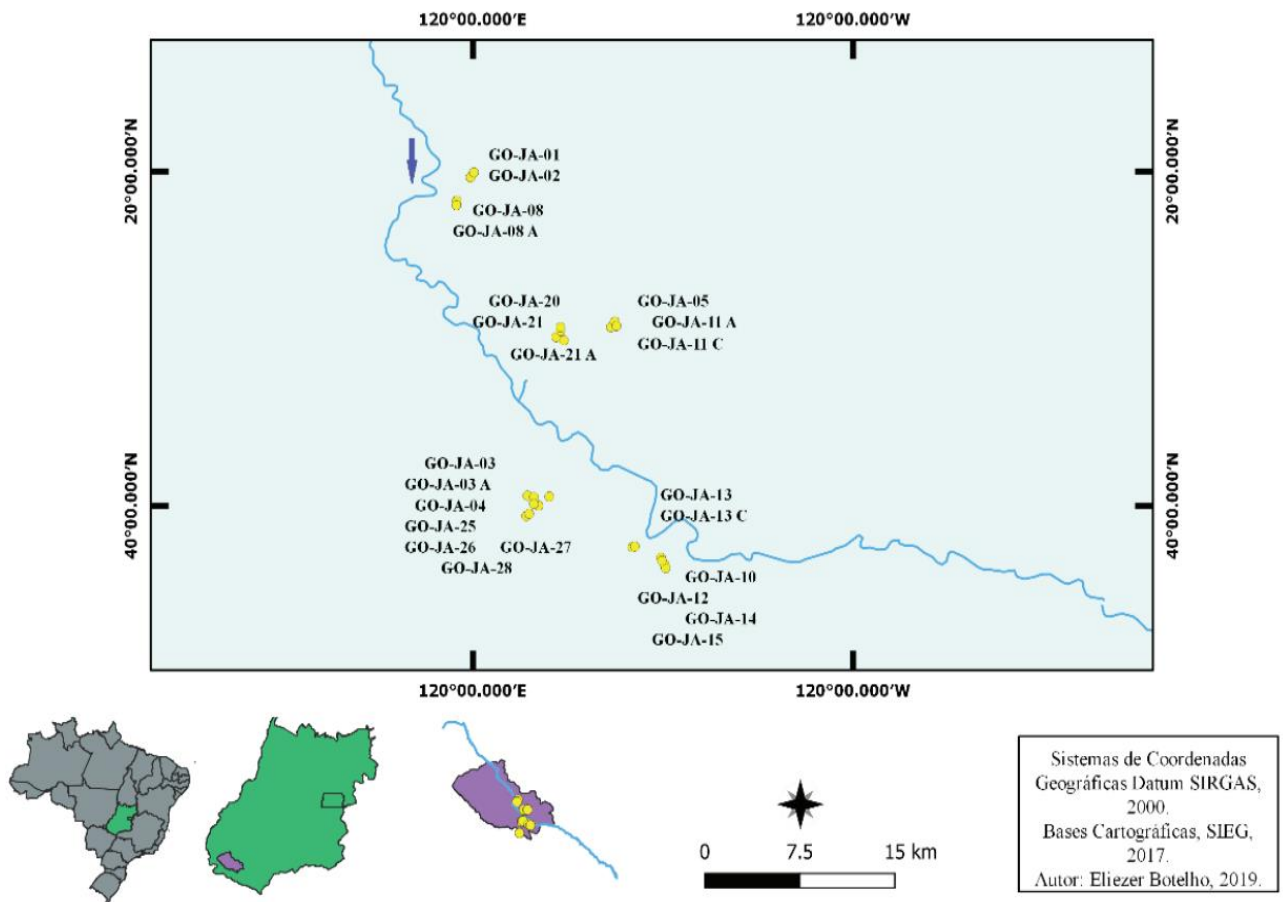 120°00.000′E
120°00.000′W
20°00.000′N
20°00.000′N
GO-JA-01
GO-JA-02
GO-JA-08
GO-JA-08 A
GO-JA-20
GO-JA-21
GO-JA-21 A
GO-JA-05
GO-JA-11 A
GO-JA-11 C
GO-JA-03
GO-JA-03 A
GO-JA-04
GO-JA-25
GO-JA-26
GO-JA-27
GO-JA-28
GO-JA-13
GO-JA-13 C
GO-JA-10
GO-JA-12
GO-JA-14
GO-JA-15
40°00.000′N
40°00.000′N
120°00.000′E
120°00.000′W
0 7.5 15 km
Sistemas de Coordenadas
Geográficas Datum SIRGAS,
2000.
Bases Cartográficas, SIEG,
2017.
Autor: Eliezer Botelho, 2019.